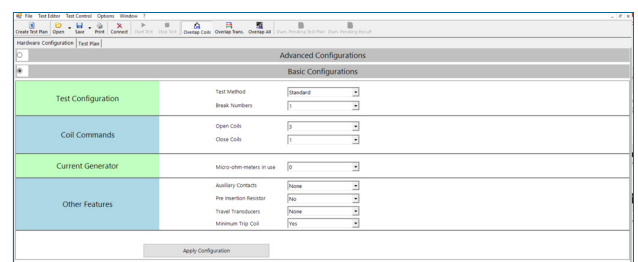 File Test Editor Test Control Options Window ?
Create Test Plan Open Save Print Connect Start Test Stop Test Overlap Coils Overlap Trans. Overlap All Dwn. Pending Test Plan Dwn. Pending Result
Hardware Configuration Test Plan
Advanced Configurations
Basic Configurations
Test Configuration
Test Method Standard
Break Numbers 1
Coil Commands
Open Coils 3
Close Coils 1
Current Generator
Micro-ohm-meters in use 0
Other Features
Auxiliary Contacts None
Pre Insertion Resistor No
Travel Transducers None
Minimum Trip Coil Yes
Apply Configuration